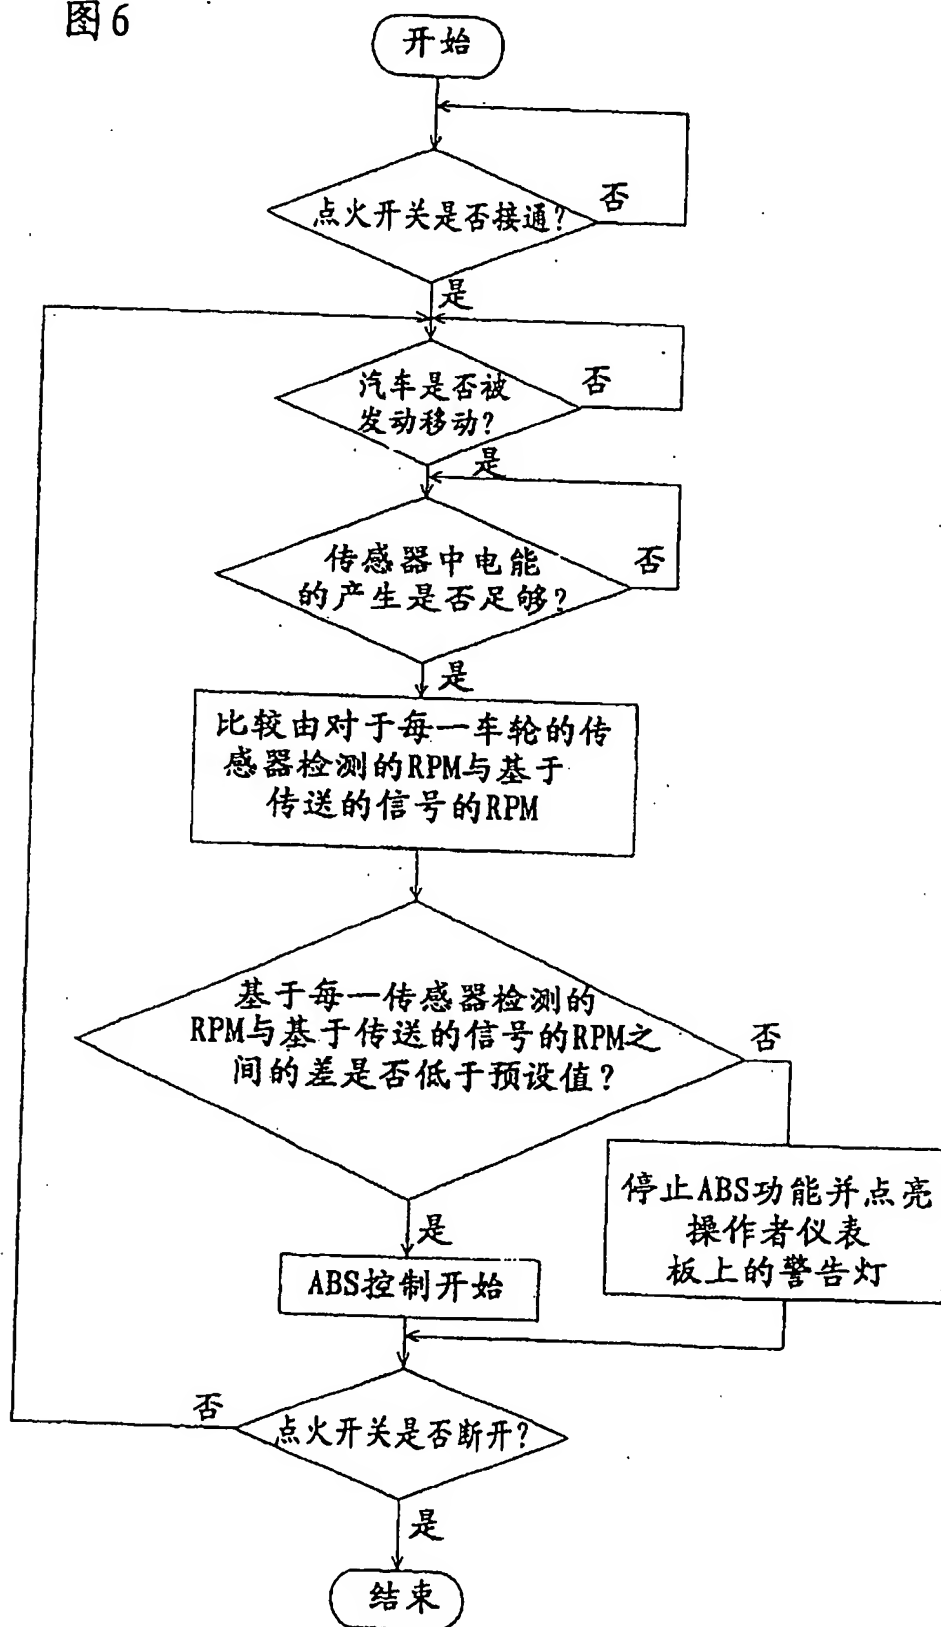 图6
开始
点火开关是否接通?
否
是
汽车是否被
发动移动?
否
是
传感器中电能
的产生是否足够?
否
是
比较由对于每一车轮的传
感器检测的RPM与基于
传送的信号的RPM
基于每一传感器检测的
RPM与基于传送的信号的RPM之
间的差是否低于预设值?
否
停止ABS功能并点亮
操作者仪表
板上的警告灯
是
ABS控制开始
点火开关是否断开?
否
是
结束